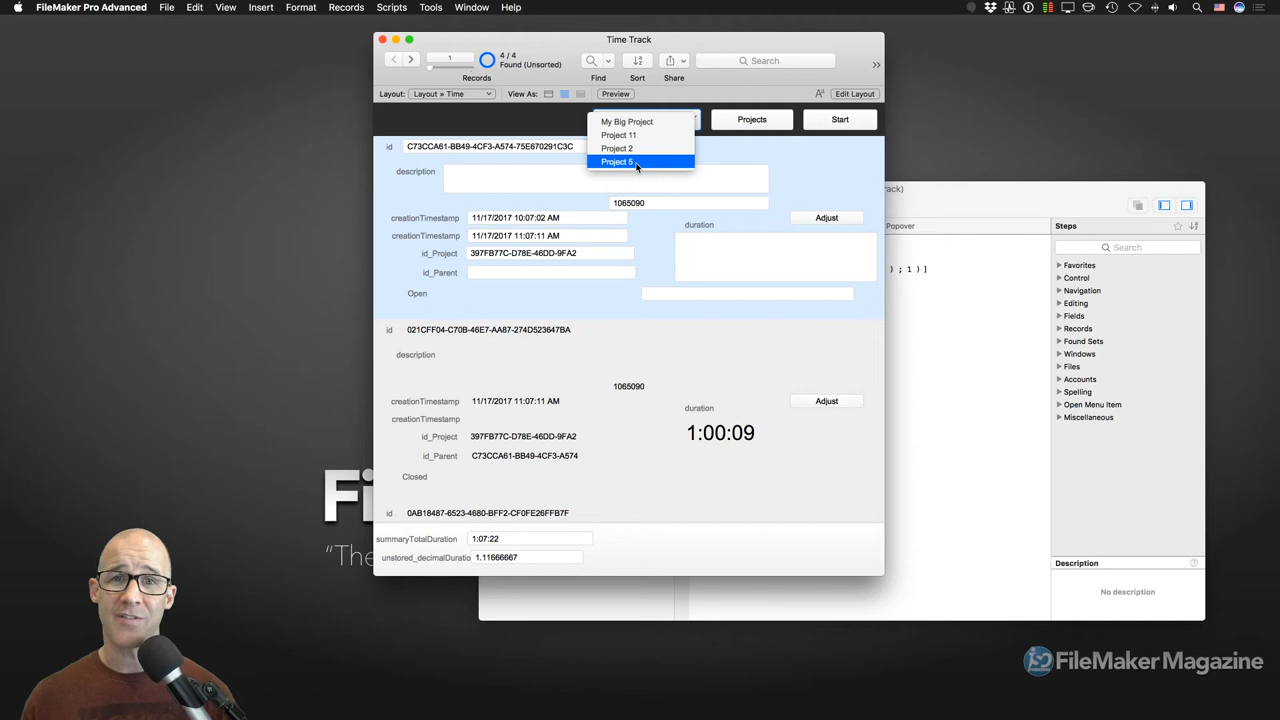 FileMaker Pro Advanced File Edit View Insert Format Records Scripts Tools Window Help
Time Track
1
4 / 4
Found (Unsorted)
Search
Records
Find
Sort
Share
Layout: Layout » Time
View As:
Preview
Edit Layout
My Big Project
Project 11
Project 2
Project 5
Projects
Start
id C73CCA61-BB49-4CF3-A574-75E670291C3C
description
1065090
creationTimestamp 11/17/2017 10:07:02 AM
duration
Adjust
creationTimestamp 11/17/2017 11:07:11 AM
id_Project 397FB77C-D78E-46DD-9FA2
id_Parent
Open
id 021CFF04-C70B-46E7-AA87-274D523647BA
description
1065090
creationTimestamp 11/17/2017 11:07:11 AM
duration
Adjust
creationTimestamp
1:00:09
id_Project 397FB77C-D78E-46DD-9FA2
id_Parent C73CCA61-BB49-4CF3-A574
Closed
id 0AB18487-6523-4680-BFF2-CF0FE26FFB7F
summaryTotalDuration 1:07:22
unstored_decimalDuratio 1.11666667
Popover
) ; 1 ) ]
Steps
Search
Favorites
Control
Navigation
Editing
Fields
Records
Found Sets
Windows
Files
Accounts
Spelling
Open Menu Item
Miscellaneous
Description
No description
Fi
"The
FileMaker Magazine